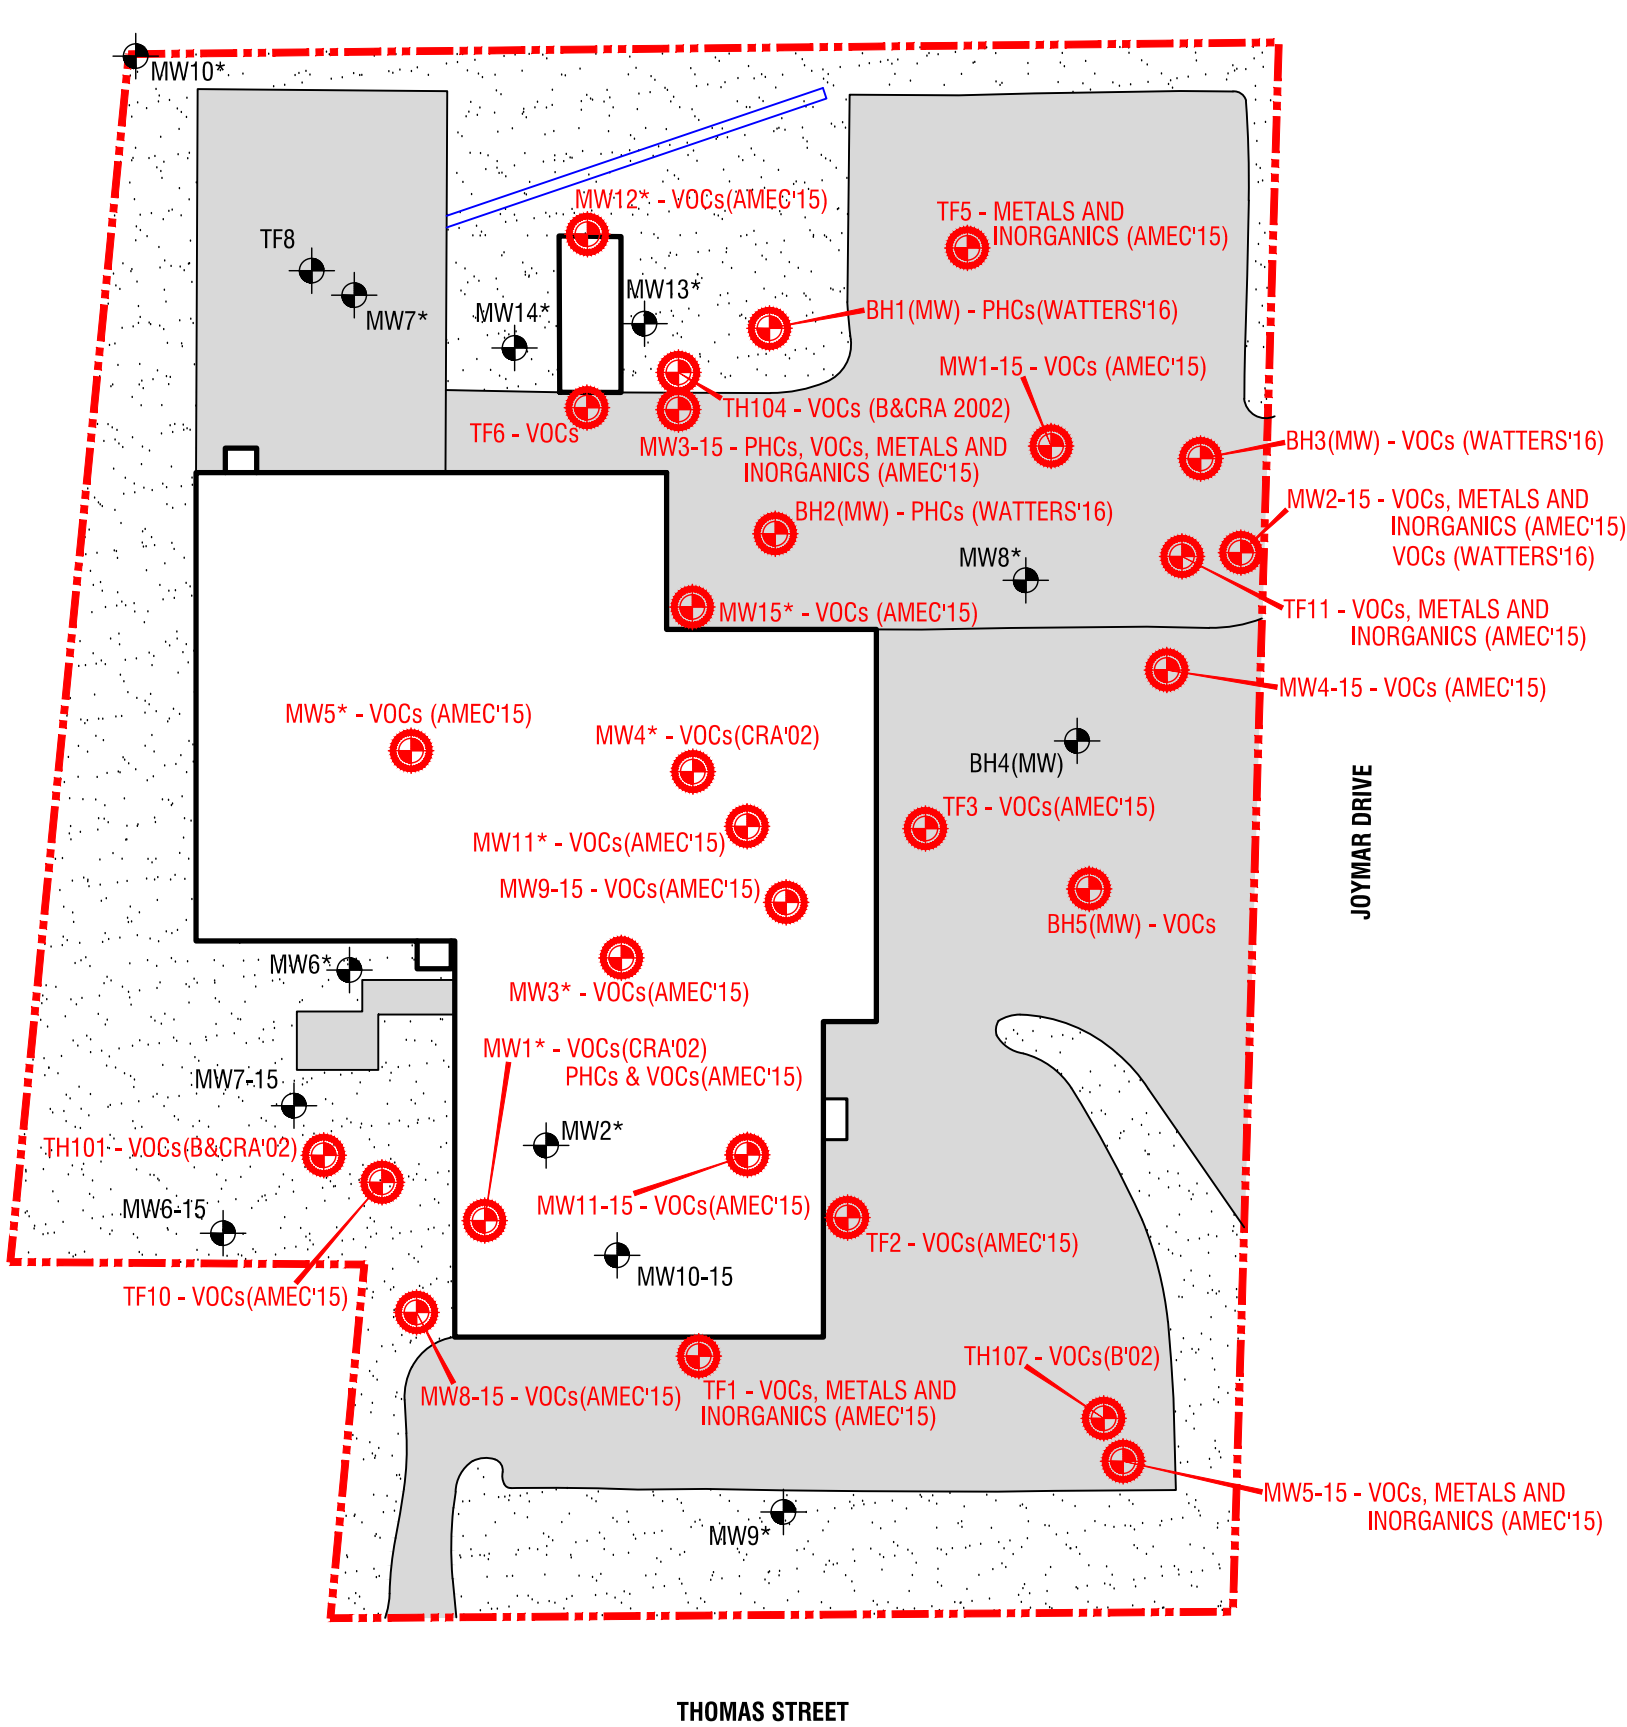 MW10*
MW12* - VOCs(AMEC'15)
TF5 - METALS AND
INORGANICS (AMEC'15)
TF8
MW7*
MW14*
MW13*
BH1(MW) - PHCs(WATTERS'16)
MW1-15 - VOCs (AMEC'15)
TH104 - VOCs (B&CRA 2002)
TF6 - VOCs
MW3-15 - PHCs, VOCs, METALS AND
INORGANICS (AMEC'15)
BH3(MW) - VOCs (WATTERS'16)
MW2-15 - VOCs, METALS AND
INORGANICS (AMEC'15)
VOCs (WATTERS'16)
BH2(MW) - PHCs (WATTERS'16)
MW8*
TF11 - VOCs, METALS AND
INORGANICS (AMEC'15)
MW15* - VOCs (AMEC'15)
MW4-15 - VOCs (AMEC'15)
MW5* - VOCs (AMEC'15)
MW4* - VOCs(CRA'02)
BH4(MW)
TF3 - VOCs(AMEC'15)
MW11* - VOCs(AMEC'15)
JOYMAR DRIVE
MW9-15 - VOCs(AMEC'15)
BH5(MW) - VOCs
MW6*
MW3* - VOCs(AMEC'15)
MW1* - VOCs(CRA'02)
PHCs & VOCs(AMEC'15)
MW7-15
MW2*
TH101 - VOCs(B&CRA'02)
MW6-15
MW11-15 - VOCs(AMEC'15)
TF2 - VOCs(AMEC'15)
MW10-15
TF10 - VOCs(AMEC'15)
TH107 - VOCs(B'02)
MW8-15 - VOCs(AMEC'15)
TF1 - VOCs, METALS AND
INORGANICS (AMEC'15)
MW5-15 - VOCs, METALS AND
INORGANICS (AMEC'15)
MW9*
THOMAS STREET